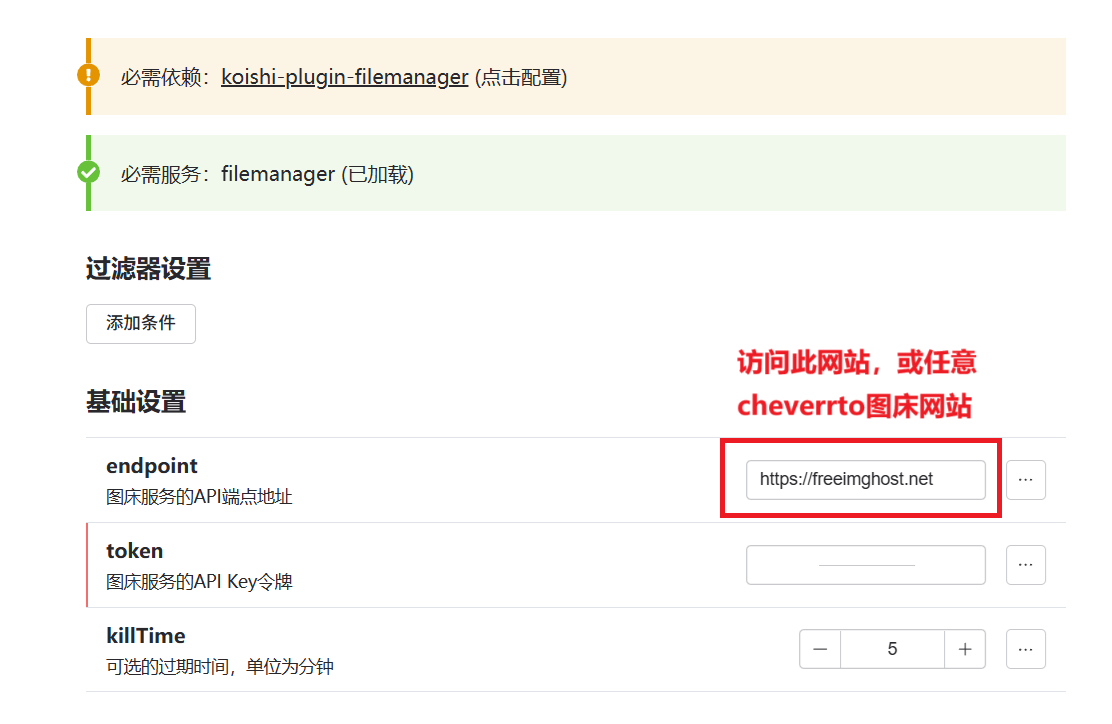 必需依赖：koishi-plugin-filemanager (点击配置)
必需服务：filemanager (已加载)
过滤器设置
添加条件
访问此网站，或任意
cheverrto图床网站
基础设置
endpoint
图床服务的API端点地址
https://freeimghost.net
token
图床服务的API Key令牌
killTime
可选的过期时间，单位为分钟
5